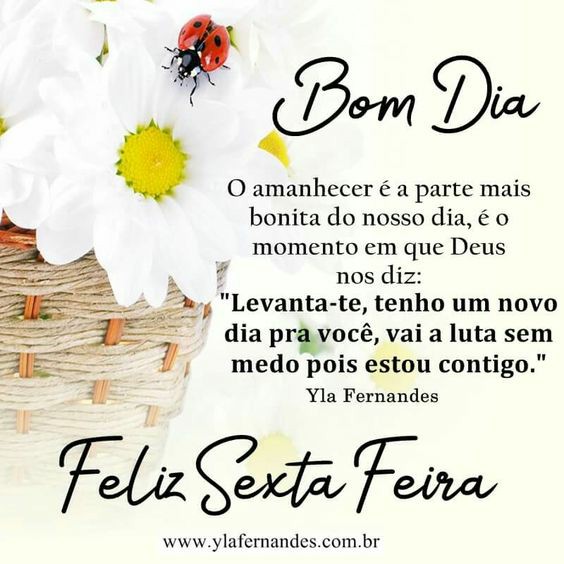 Bom Dia
O amanhecer é a parte mais
bonita do nosso dia, é o
momento em que Deus
nos diz:
"Levanta-te, tenho um novo
dia pra você, vai a luta sem
medo pois estou contigo."
Yla Fernandes
Feliz Sexta Feira
www.ylafernandes.com.br